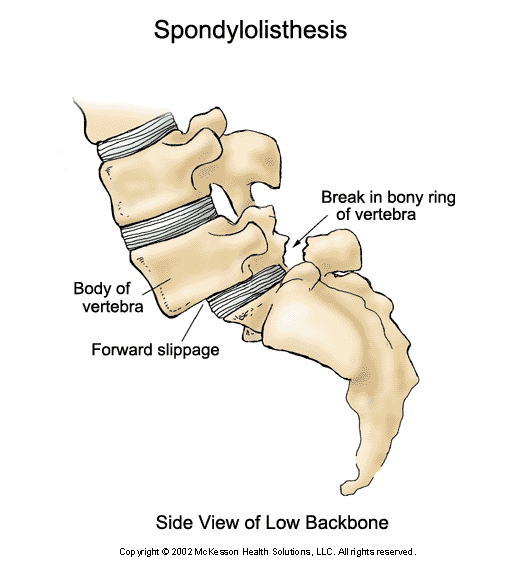 Spondylolisthesis
Break in bony ring
of vertebra
Body of
vertebra
Forward slippage
Side View of Low Backbone
Copyright © 2002 McKesson Health Solutions, LLC. All rights reserved.